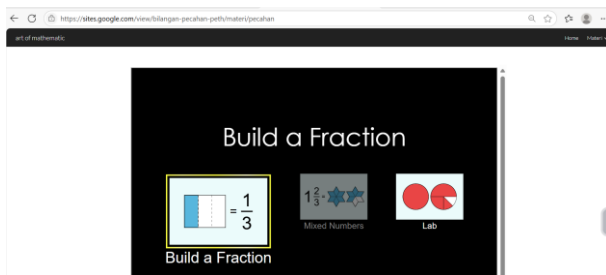 https://sites.google.com/view/bilangan-pecahan-peth/materi/pecahan
art of mathematic
Home Materi
Build a Fraction
= 1/3
1 2/3 =
Build a Fraction
Mixed Numbers
Lab